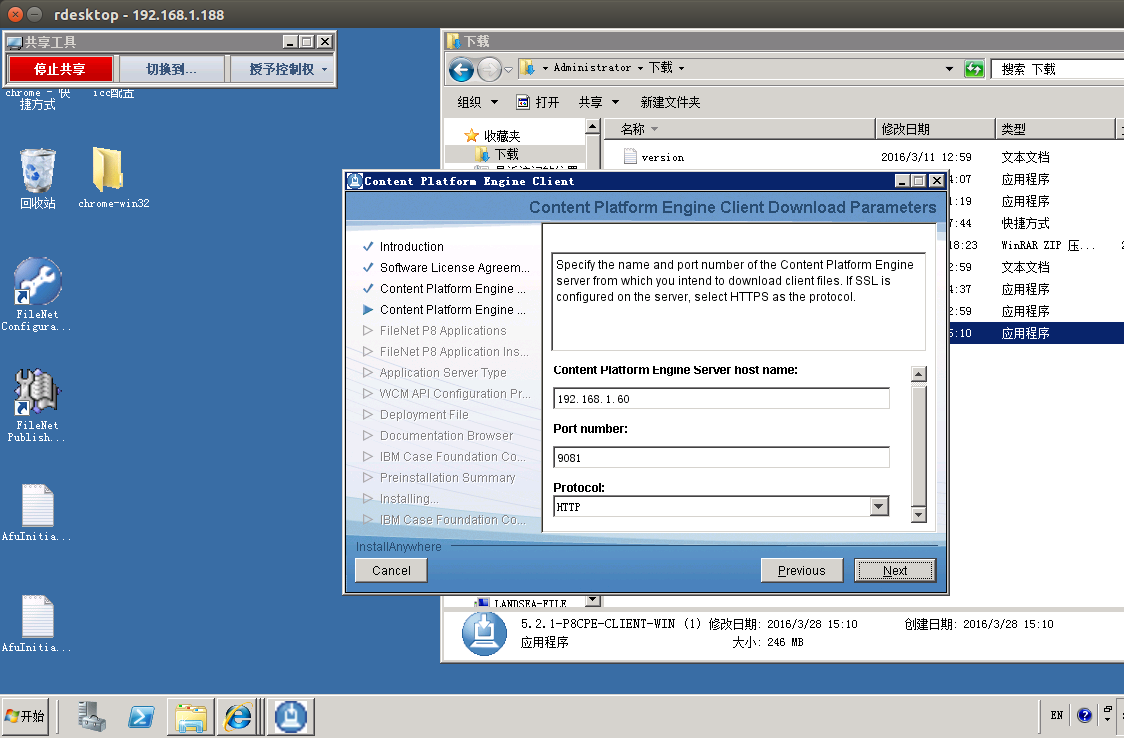 rdesktop - 192.168.1.188
共享工具
停止共享
切换到...
授予控制权
chrome - 快
捷方式
icc配置
回收站
chrome-win32
FileNet
Configura...
FileNet
Publish...
AfuInitia...
AfuInitia...
下载
Administrator
下载
搜索 下载
组织
打开
共享
新建文件夹
收藏夹
下载
名称
修改日期
类型
version
2016/3/11 12:59
文本文档
4:07
应用程序
1:19
应用程序
7:44
快捷方式
18:23
WinRAR ZIP 压...
2:59
文本文档
4:37
应用程序
2:59
应用程序
5:10
应用程序
Content Platform Engine Client
Content Platform Engine Client Download Parameters
Introduction
Software License Agreem...
Content Platform Engine ...
Content Platform Engine ...
FileNet P8 Applications
FileNet P8 Application Ins...
Application Server Type
WCM API Configuration Pr...
Deployment File
Documentation Browser
IBM Case Foundation Co...
Preinstallation Summary
Installing...
IBM Case Foundation Co...
Specify the name and port number of the Content Platform Engine
server from which you intend to download client files. If SSL is
configured on the server, select HTTPS as the protocol.
Content Platform Engine Server host name:
192.168.1.60
Port number:
9081
Protocol:
HTTP
InstallAnywhere
Cancel
Previous
Next
LANDSEA-FILE
5.2.1-P8CPE-CLIENT-WIN (1) 修改日期: 2016/3/28 15:10
创建日期: 2016/3/28 15:10
应用程序
大小: 246 MB
开始
EN